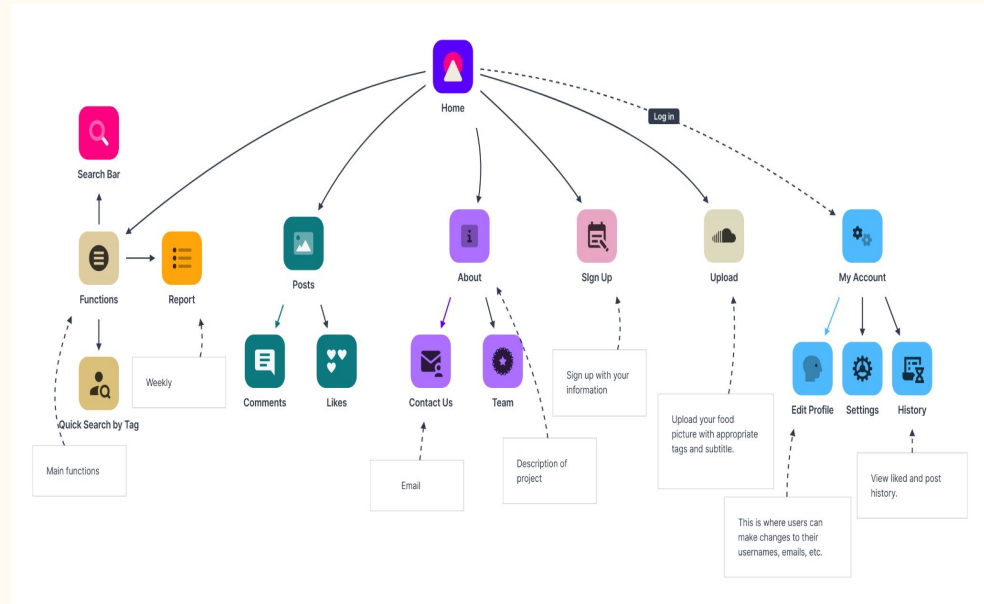 Home
Log in
Search Bar
Functions
Report
Posts
About
SIgn Up
Upload
My Account
Quick Search by Tag
Comments
Likes
Contact Us
Team
Edit Profile
Settings
History
Main functions
Weekly
Email
Description of
project
Sign up with your
information
Upload your food
picture with appropriate
tags and subtitle.
This is where users can
make changes to their
usernames, emails, etc.
View liked and post
history.